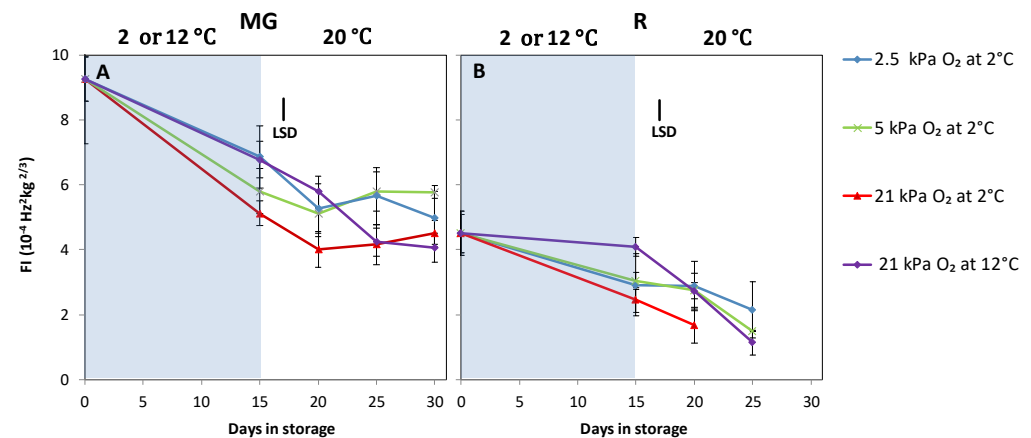 MG
R
2 or 12 °C
20 °C
2 or 12 °C
20 °C
A
B
LSD
LSD
FI (10⁻⁴ Hz² kg ²/³)
10
8
6
4
2
0
0 5 10 15 20 25 30
0 5 10 15 20 25 30
Days in storage
Days in storage
2.5 kPa O₂ at 2°C
5 kPa O₂ at 2°C
21 kPa O₂ at 2°C
21 kPa O₂ at 12°C